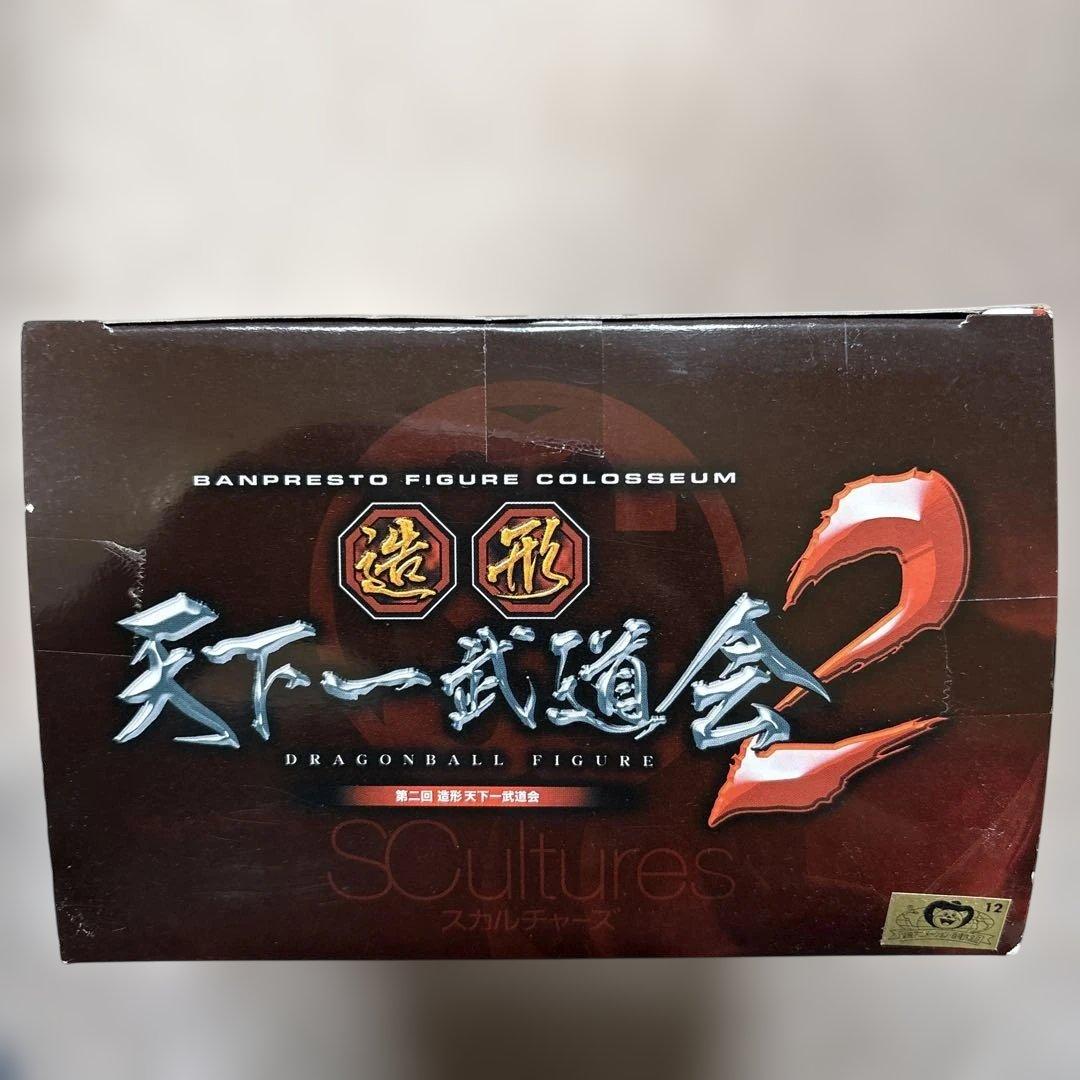 BANPRESTO FIGURE COLOSSEUM
造形
天下一武道会2
DRAGONBALL FIGURE
第二回 造形 天下一武道会
SCultures
スカルチャーズ
12